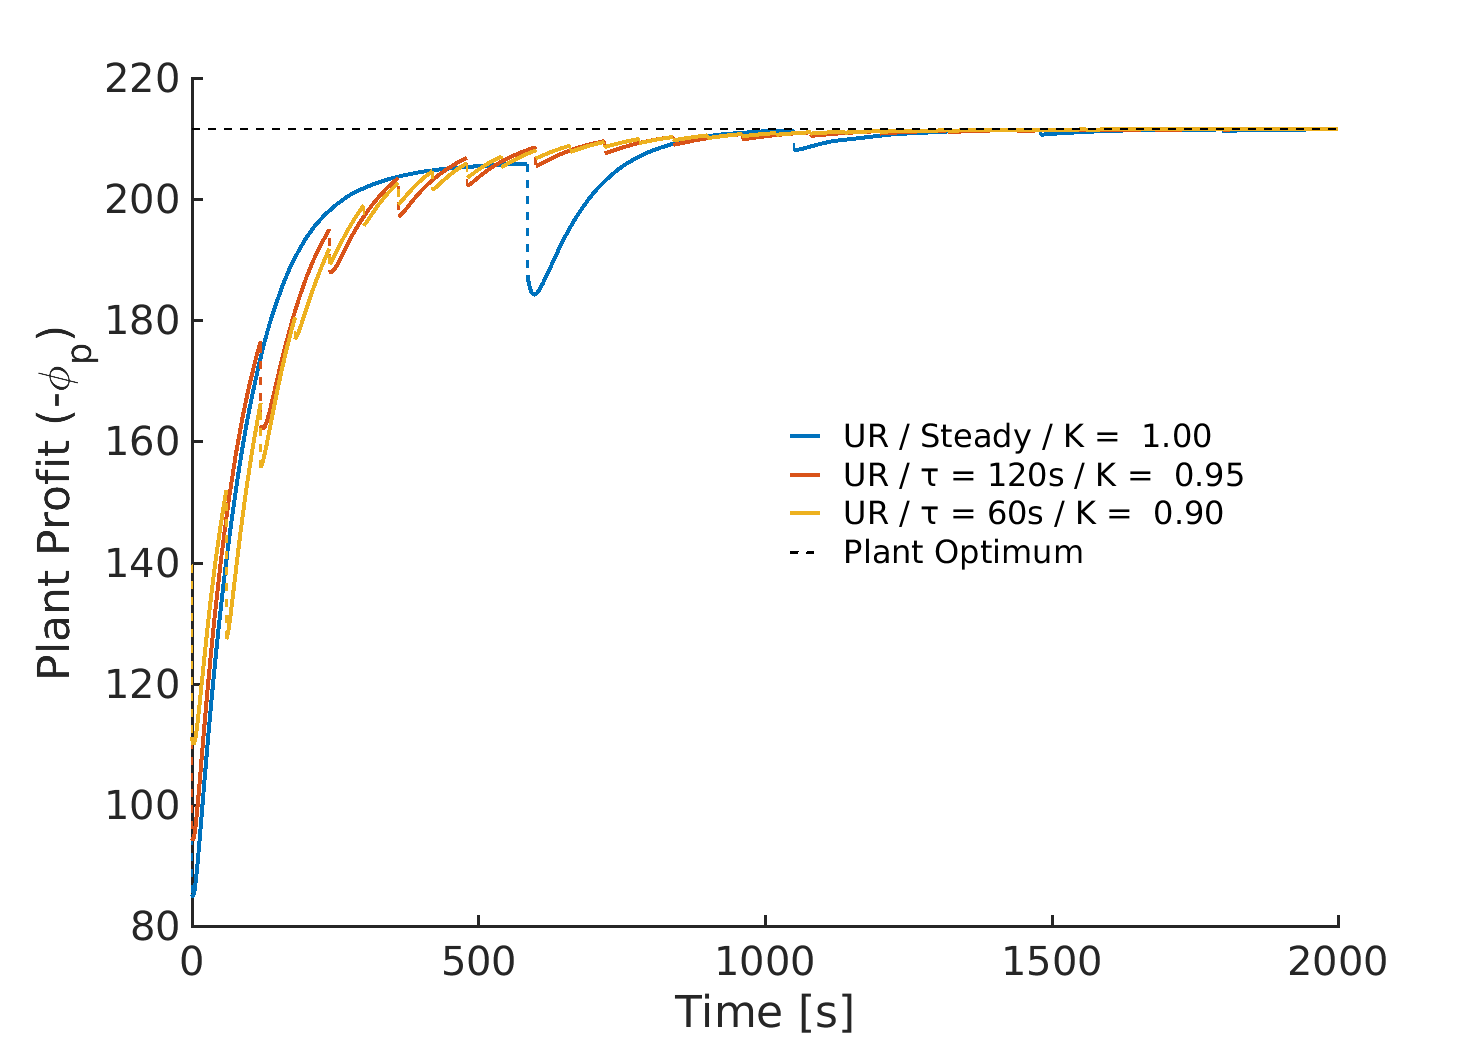 220
200
180
160
140
120
100
80
Plant Profit (-ϕp)
UR / Steady / K = 1.00
UR / τ = 120s / K = 0.95
UR / τ = 60s / K = 0.90
Plant Optimum
0 500 1000 1500 2000
Time [s]